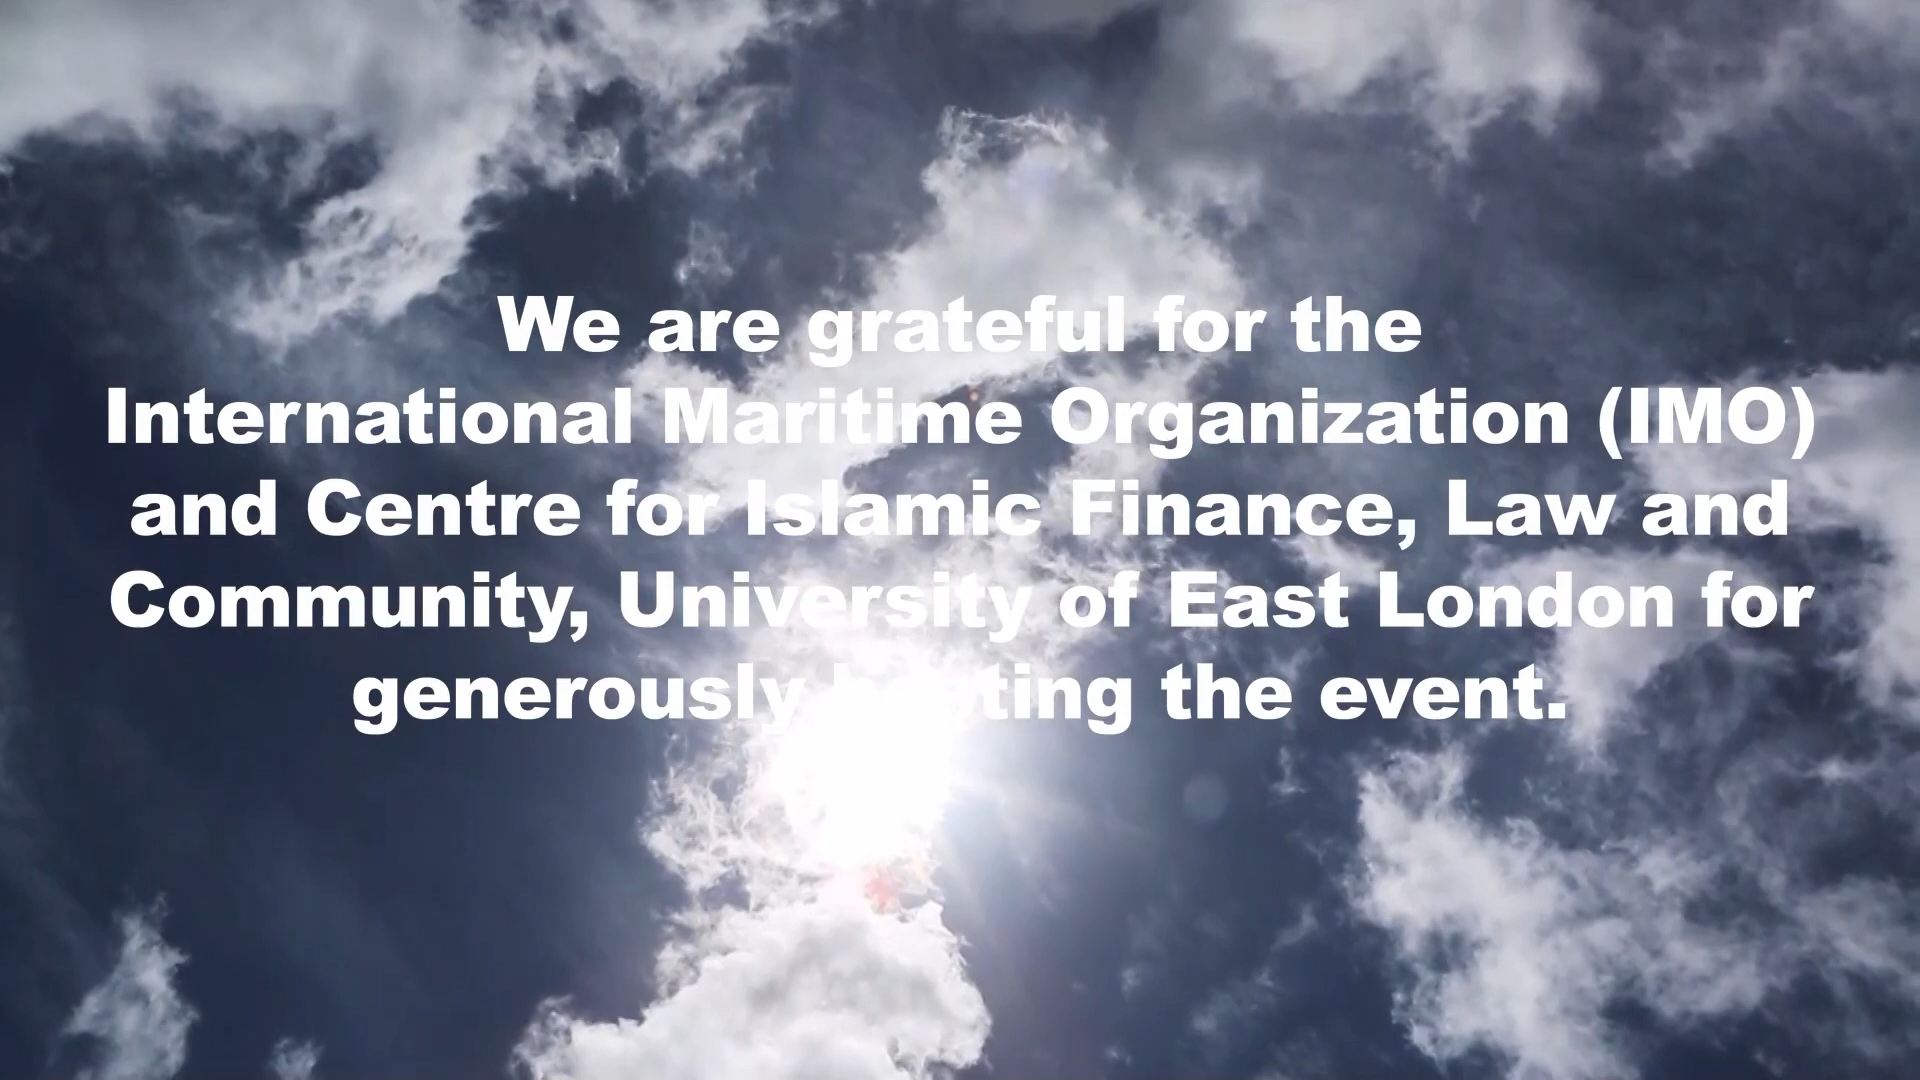 We are grateful for the
International Maritime Organization (IMO)
and Centre for Islamic Finance, Law and
Community, University of East London for
generously hosting the event.